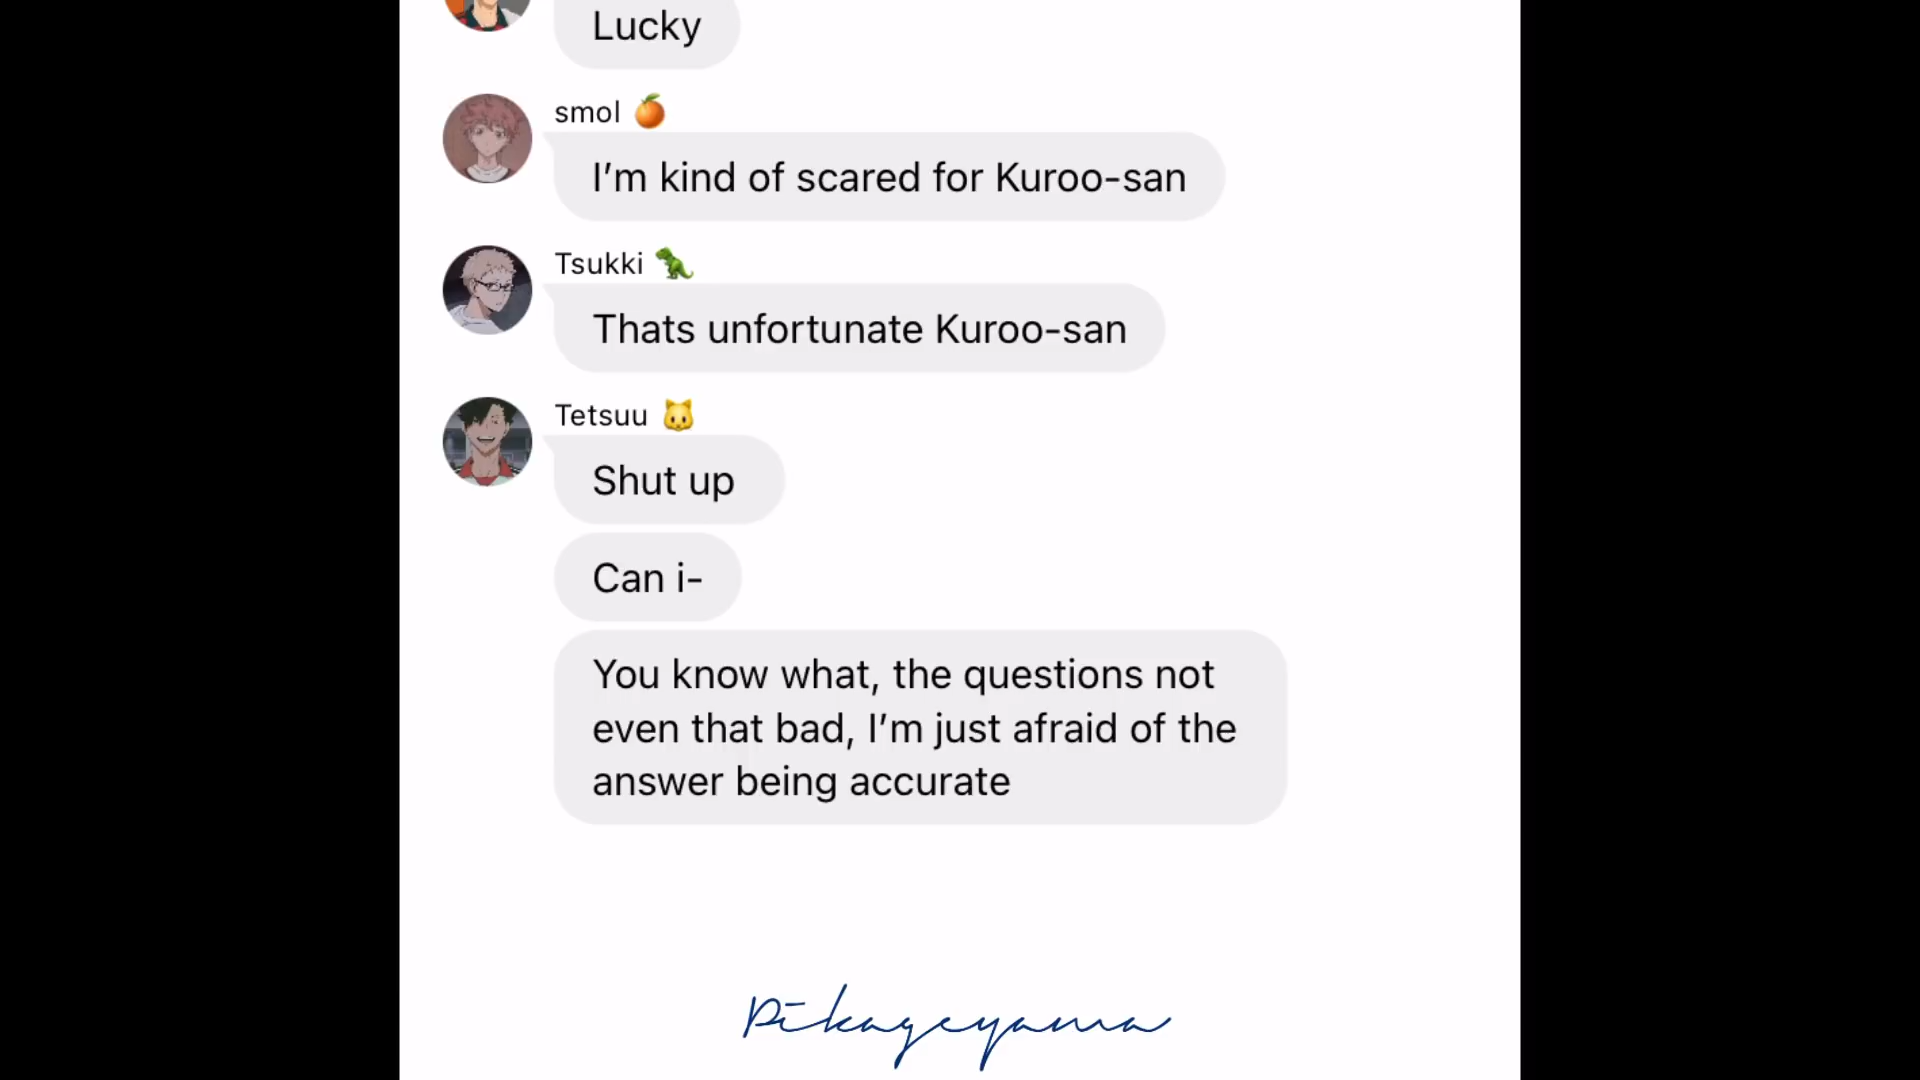 Lucky
smol 🍊
I'm kind of scared for Kuroo-san
Tsukki 🦖
Thats unfortunate Kuroo-san
Tetsuu 🐱
Shut up
Can i-
You know what, the questions not
even that bad, I'm just afraid of the
answer being accurate
Pikageyama